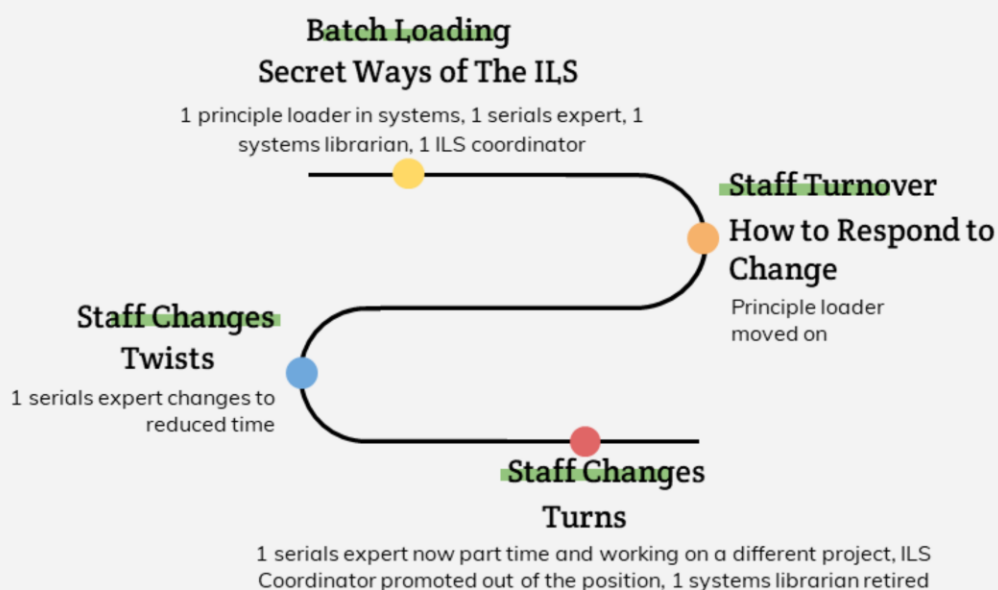 Batch Loading
Secret Ways of The ILS
1 principle loader in systems, 1 serials expert, 1
systems librarian, 1 ILS coordinator
Staff Turnover
How to Respond to
Change
Principle loader
moved on
Staff Changes
Twists
1 serials expert changes to
reduced time
Staff Changes
Turns
1 serials expert now part time and working on a different project, ILS
Coordinator promoted out of the position, 1 systems librarian retired